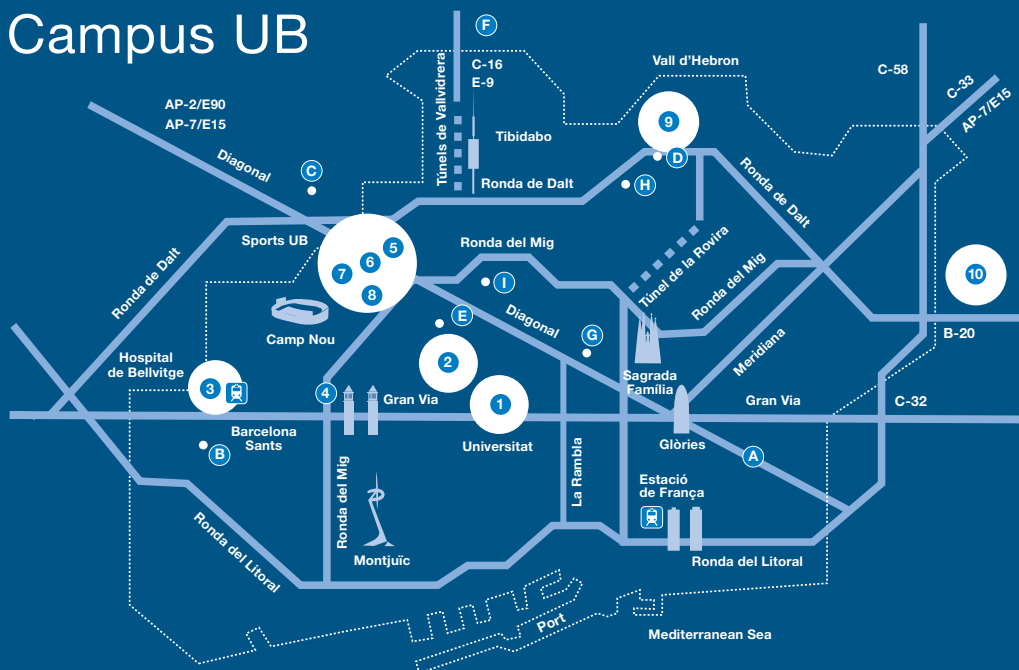 Campus UB
F
C-16
E-9
Túnels de Vallvidrera
Vall d’Hebron
C-58
C-33
AP-7/E15
AP-2/E90
AP-7/E15
Diagonal
9
Tibidabo
C
D
H
Ronda de Dalt
Ronda de Dalt
Sports UB
5
6
7
8
Ronda del Mig
I
Túnel de la Rovira
Ronda del Mig
10
Ronda de Dalt
Camp Nou
E
Diagonal
G
Meridiana
B-20
Hospital
de Bellvitge
3
4
2
1
Gran Via
Sagrada
Família
Gran Via
C-32
Barcelona
Sants
B
Universitat
Glòries
A
Ronda del Mig
La Rambla
Estació
de França
Ronda del Litoral
Montjuïc
Ronda del Litoral
Port
Mediterranean Sea